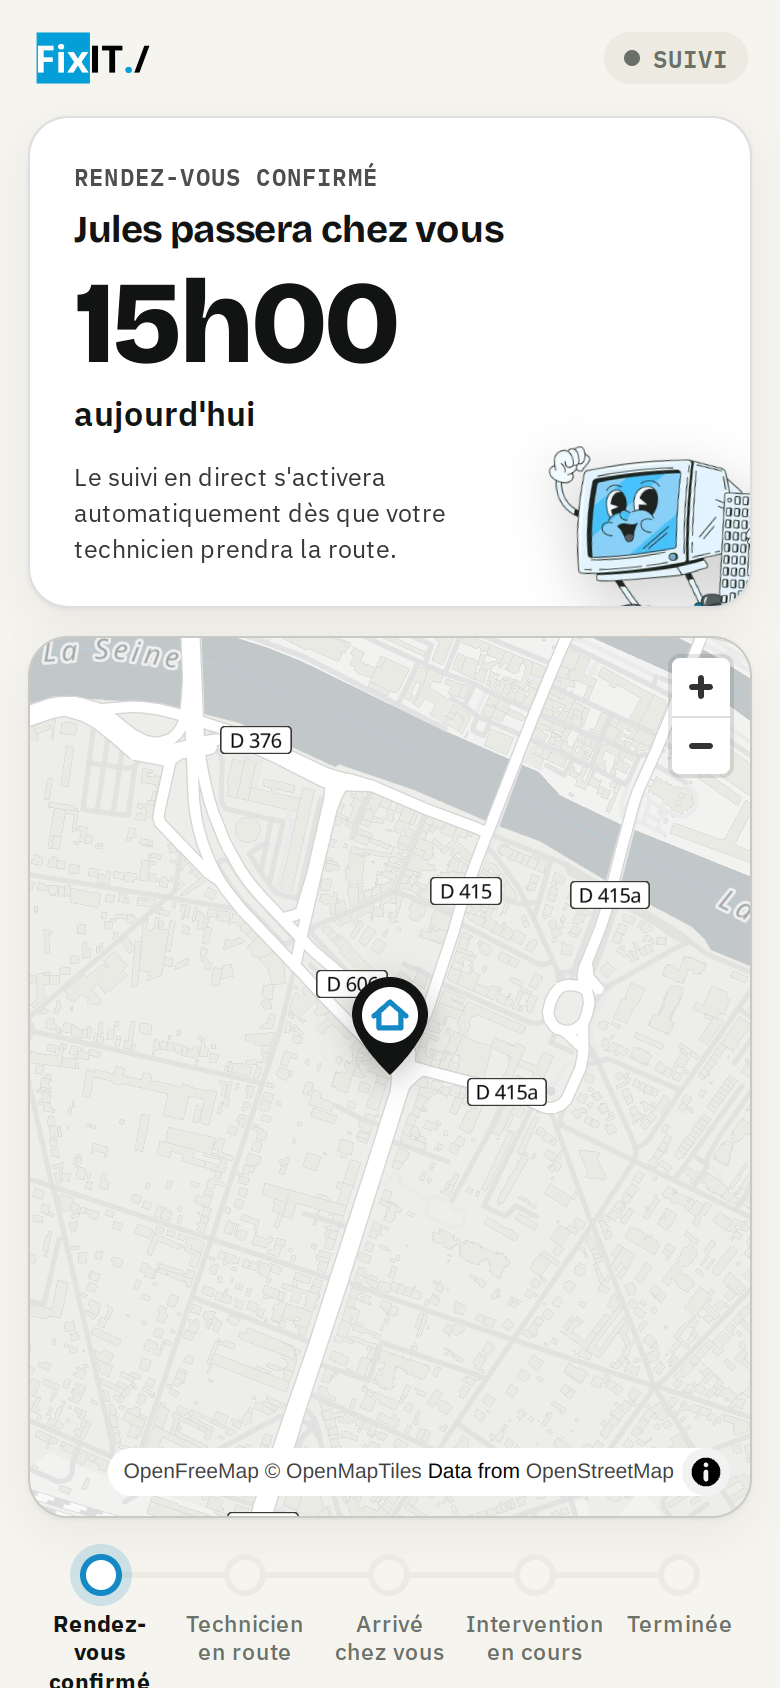 FixIT./
SUIVI
RENDEZ-VOUS CONFIRMÉ
Jules passera chez vous
15h00
aujourd'hui
Le suivi en direct s'activera
automatiquement dès que votre
technicien prendra la route.
La Seine
+
−
D 376
D 415
D 415a
La
D 606
D 415a
OpenFreeMap © OpenMapTiles Data from OpenStreetMap
Rendez-
vous
confirmé
Technicien
en route
Arrivé
chez vous
Intervention
en cours
Terminée